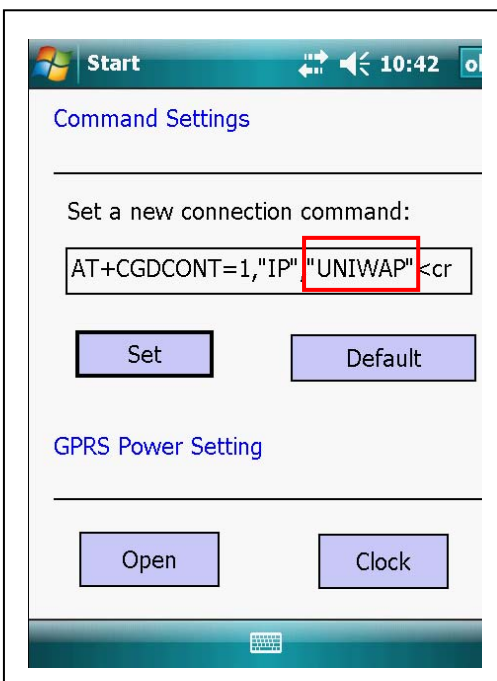 Start 10:42 ok
Command Settings
Set a new connection command:
AT+CGDCONT=1,"IP","UNIWAP"<cr
Set Default
GPRS Power Setting
Open Clock